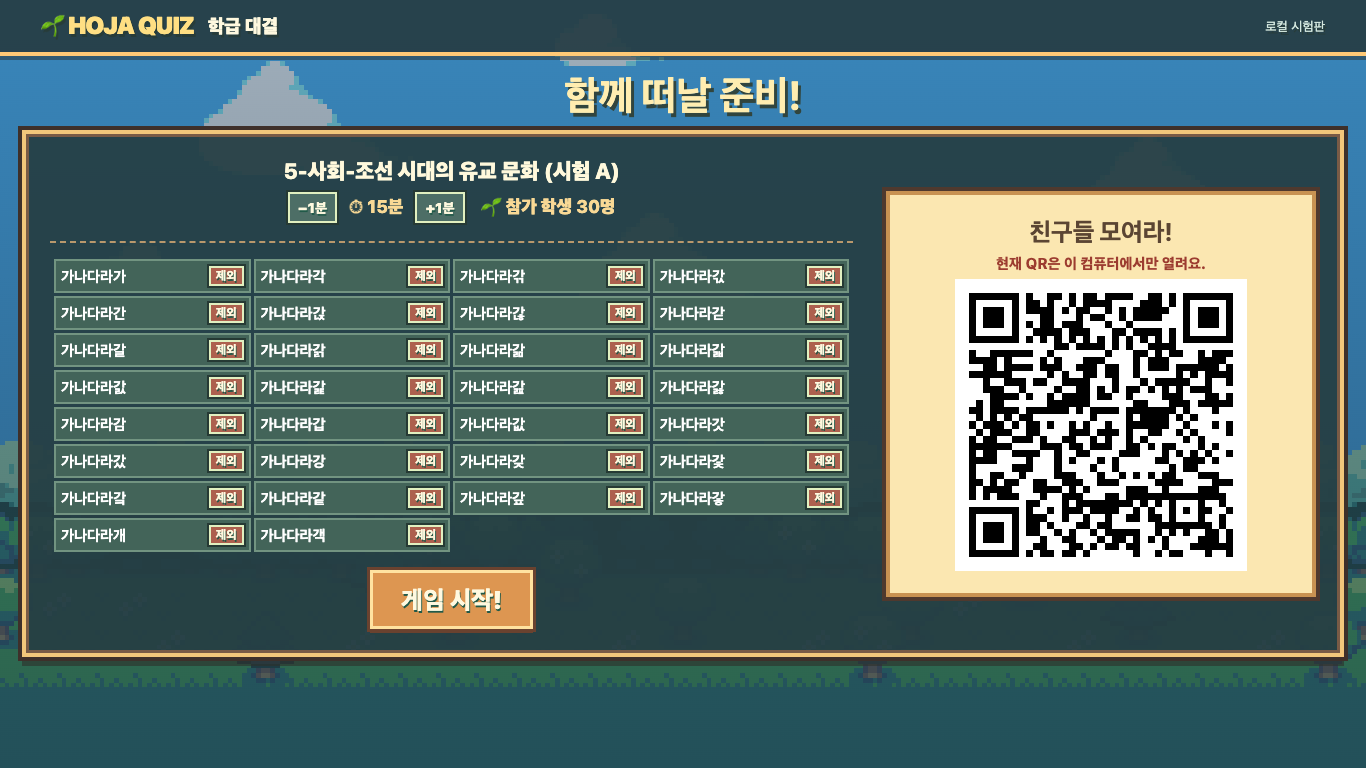 HOJA QUIZ 학급 대결
로컬 시험판
함께 떠날 준비!
5-사회-조선 시대의 유교 문화 (시험 A)
−1분 15분 +1분 참가 학생 30명
가나다라가 제외 가나다라각 제외 가나다라갂 제외 가나다라갃 제외
가나다라간 제외 가나다라갅 제외 가나다라갆 제외 가나다라갇 제외
가나다라갈 제외 가나다라갉 제외 가나다라갊 제외 가나다라갋 제외
가나다라갌 제외 가나다라갍 제외 가나다라갎 제외 가나다라갏 제외
가나다라감 제외 가나다라갑 제외 가나다라값 제외 가나다라갓 제외
가나다라갔 제외 가나다라강 제외 가나다라갖 제외 가나다라갗 제외
가나다라갘 제외 가나다라같 제외 가나다라갚 제외 가나다라갛 제외
가나다라개 제외 가나다라객 제외
게임 시작!
친구들 모여라!
현재 QR은 이 컴퓨터에서만 열려요.